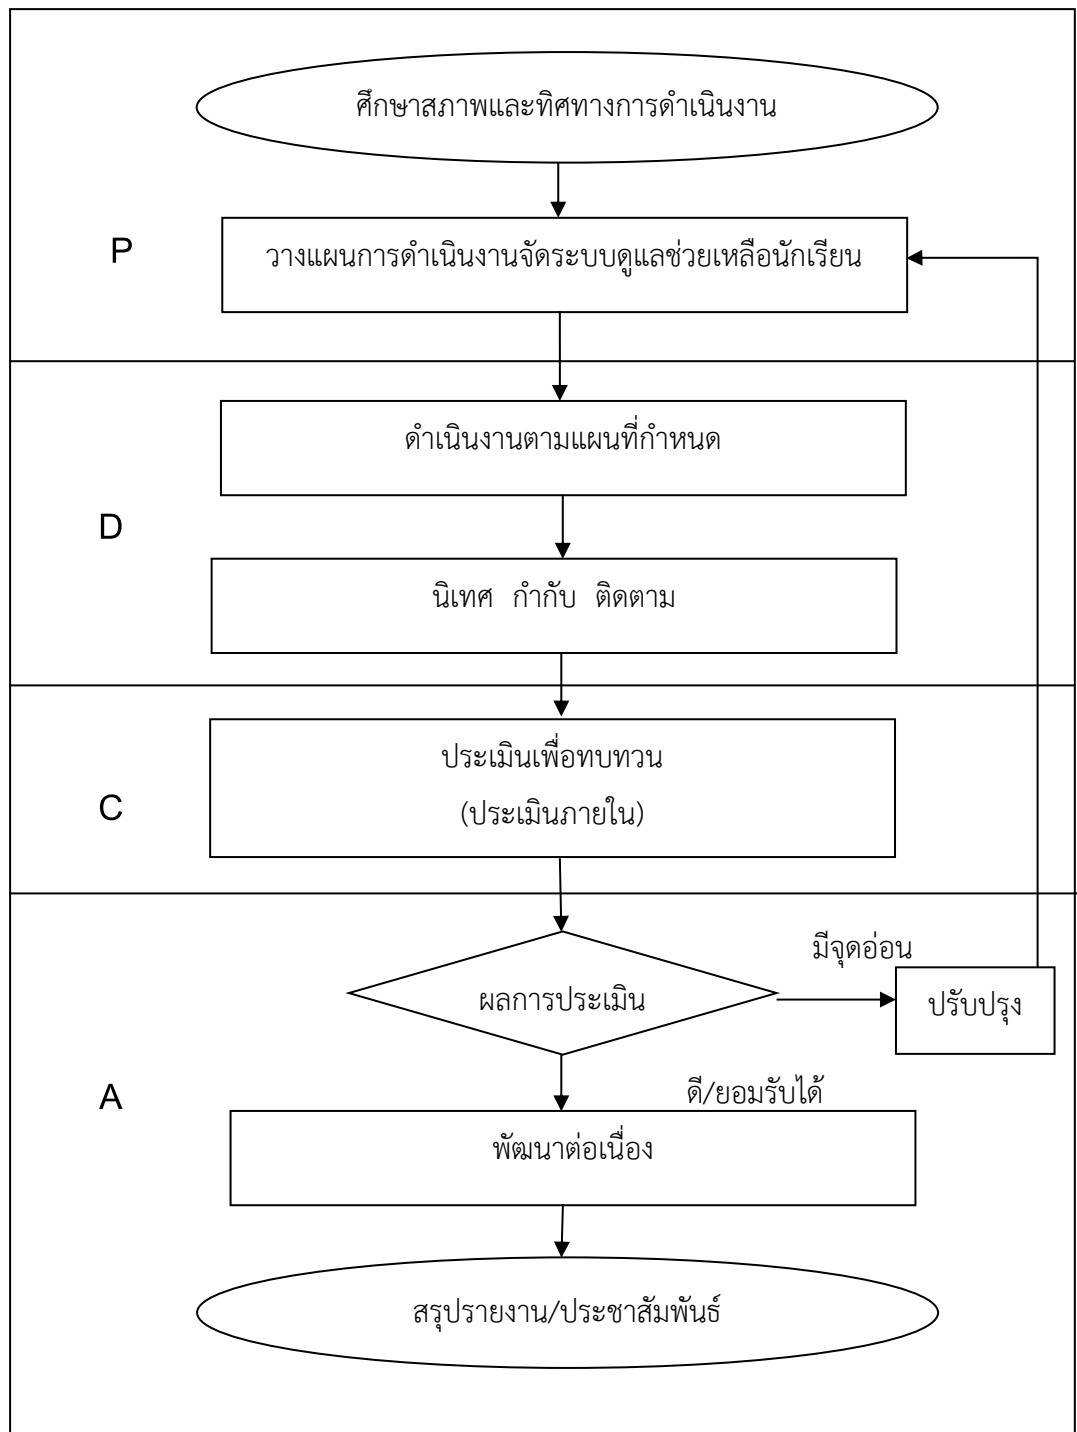 ศึกษาสภาพและทิศทางการดำเนินงาน
P
วางแผนการดำเนินงานจัดระบบดูแลช่วยเหลือนักเรียน
ดำเนินงานตามแผนที่กำหนด
D
นิเทศ กำกับ ติดตาม
ประเมินเพื่อทบทวน
(ประเมินภายใน)
C
มีจุดอ่อน
ผลการประเมิน
ปรับปรุง
A
ดี/ยอมรับได้
พัฒนาต่อเนื่อง
สรุปรายงาน/ประชาสัมพันธ์